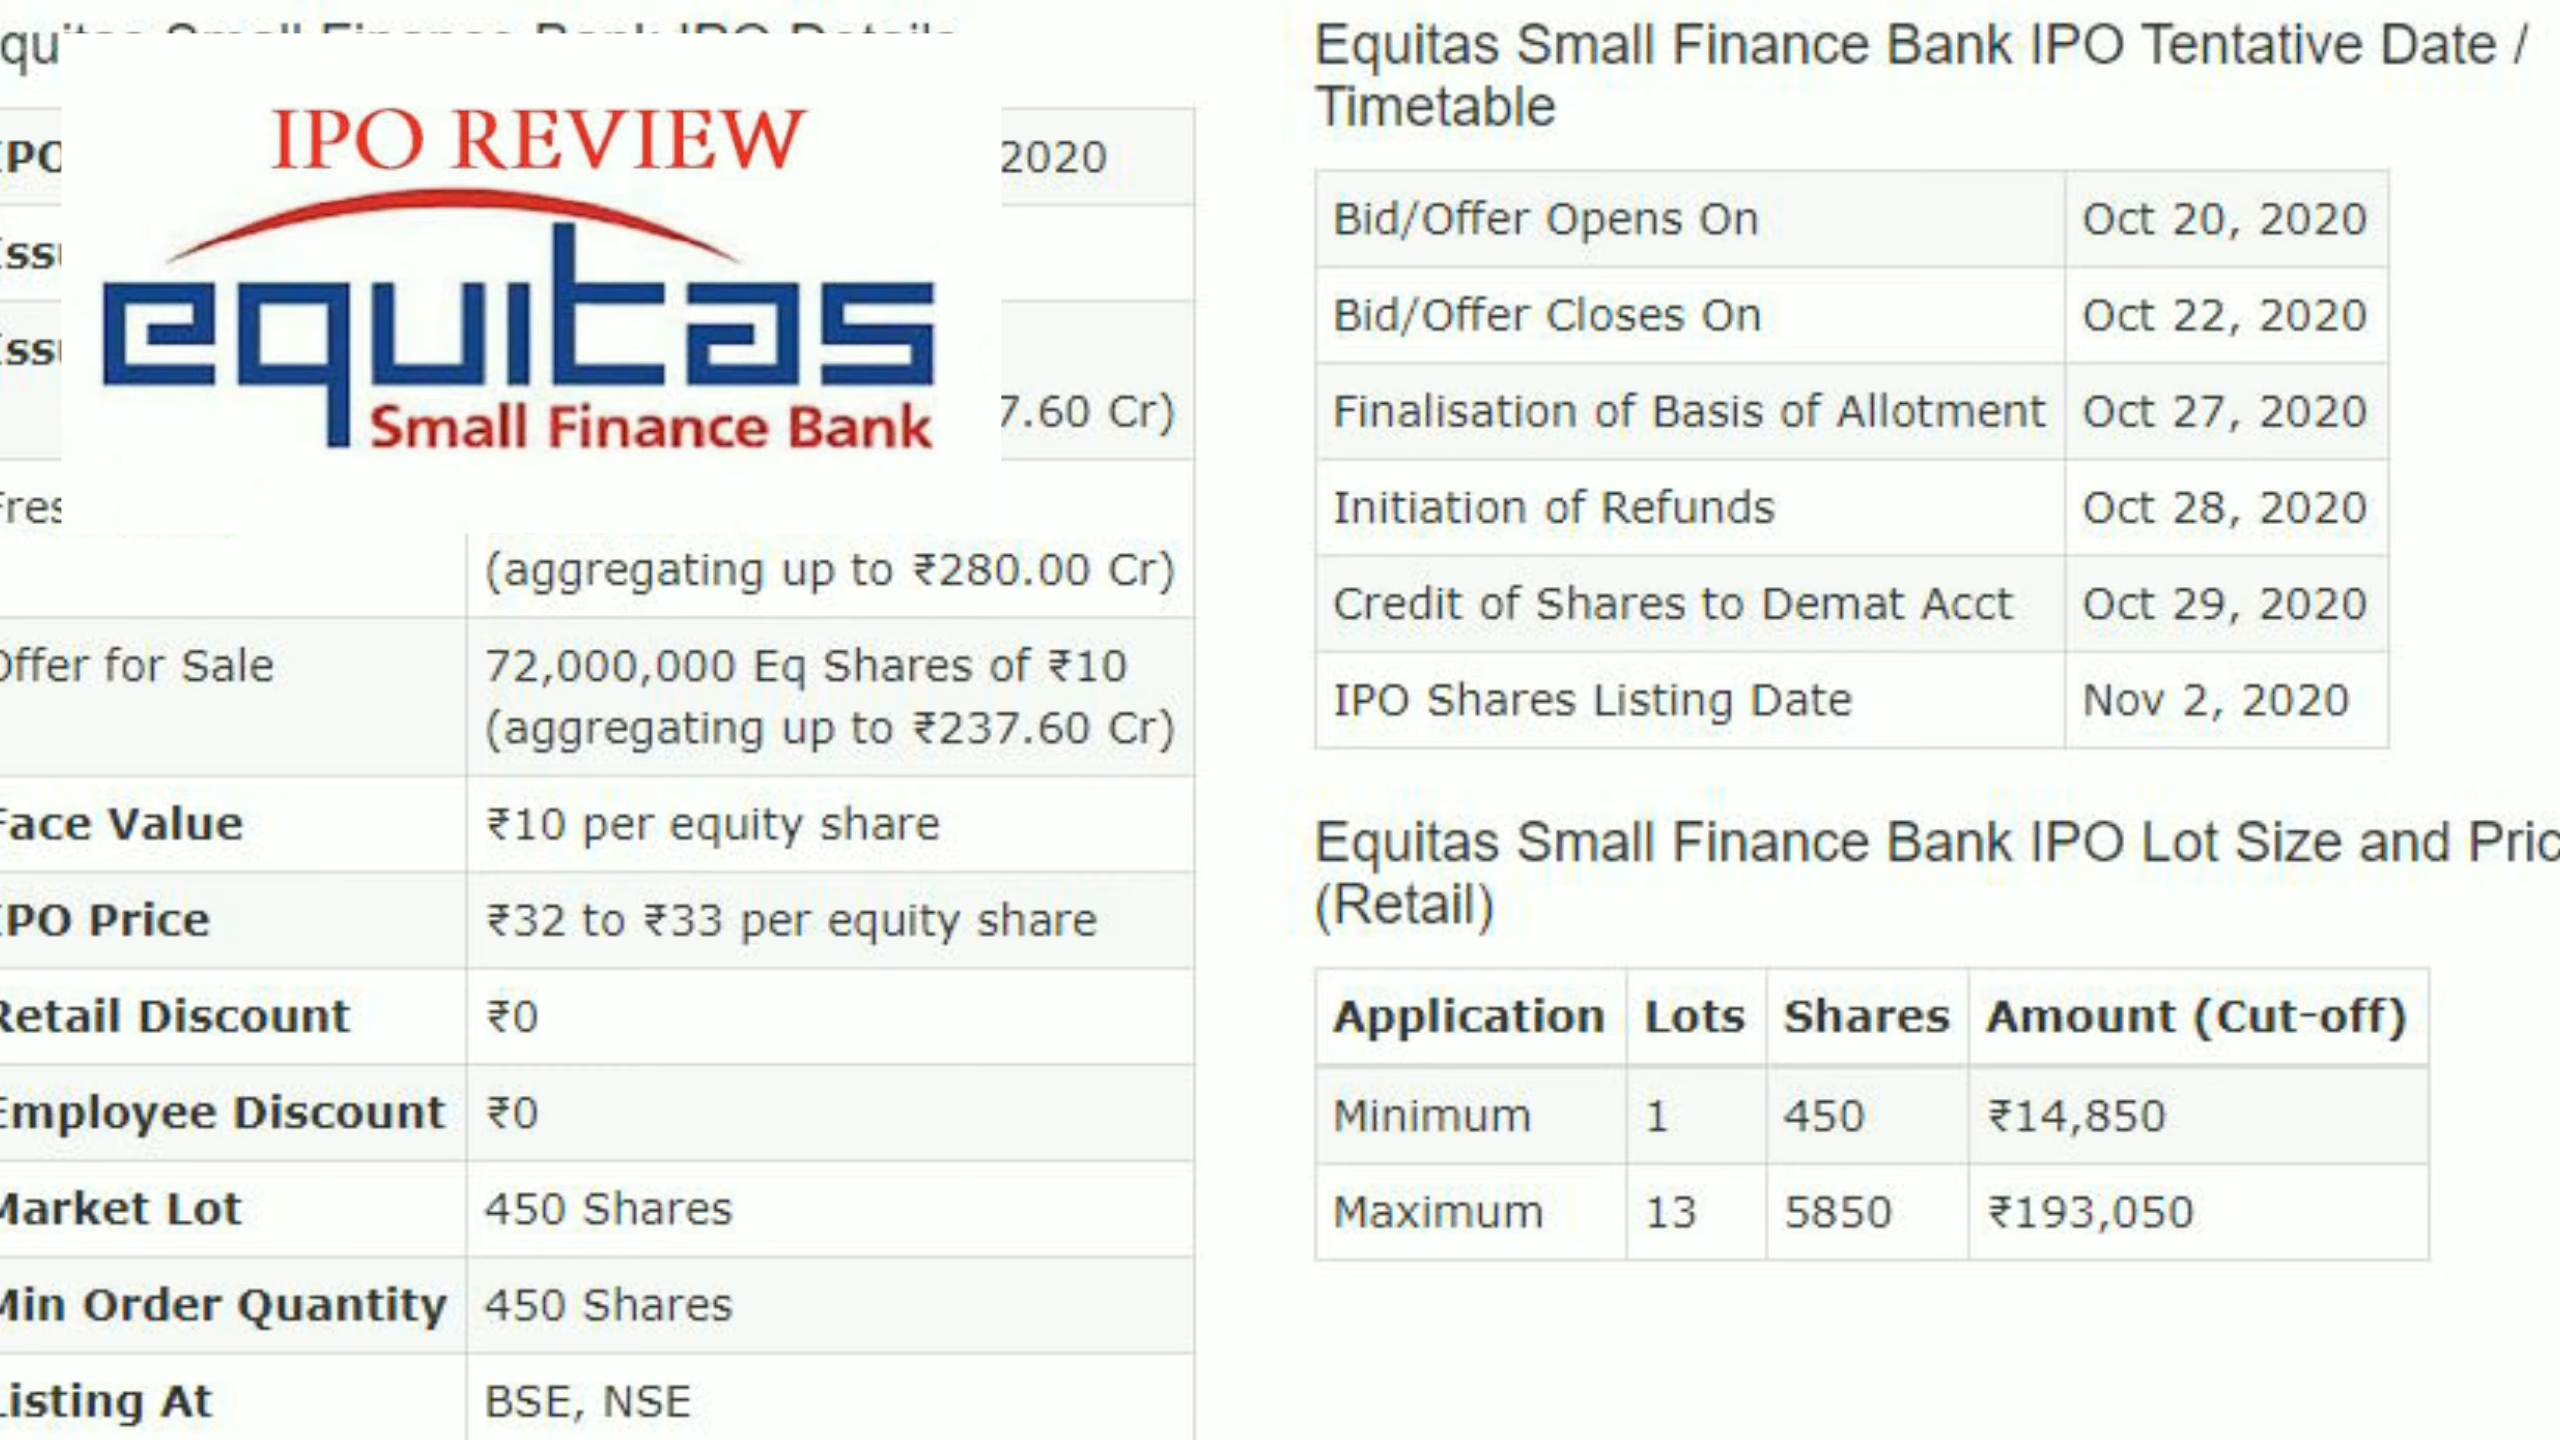 IPO REVIEW
equitas
Small Finance Bank
2020
7.60 Cr)
(aggregating up to ₹280.00 Cr)
Offer for Sale 72,000,000 Eq Shares of ₹10
(aggregating up to ₹237.60 Cr)
Face Value ₹10 per equity share
IPO Price ₹32 to ₹33 per equity share
Retail Discount ₹0
Employee Discount ₹0
Market Lot 450 Shares
Min Order Quantity 450 Shares
Listing At BSE, NSE
Equitas Small Finance Bank IPO Tentative Date /
Timetable
Bid/Offer Opens On Oct 20, 2020
Bid/Offer Closes On Oct 22, 2020
Finalisation of Basis of Allotment Oct 27, 2020
Initiation of Refunds Oct 28, 2020
Credit of Shares to Demat Acct Oct 29, 2020
IPO Shares Listing Date Nov 2, 2020
Equitas Small Finance Bank IPO Lot Size and Pric
(Retail)
Application Lots Shares Amount (Cut-off)
Minimum 1 450 ₹14,850
Maximum 13 5850 ₹193,050